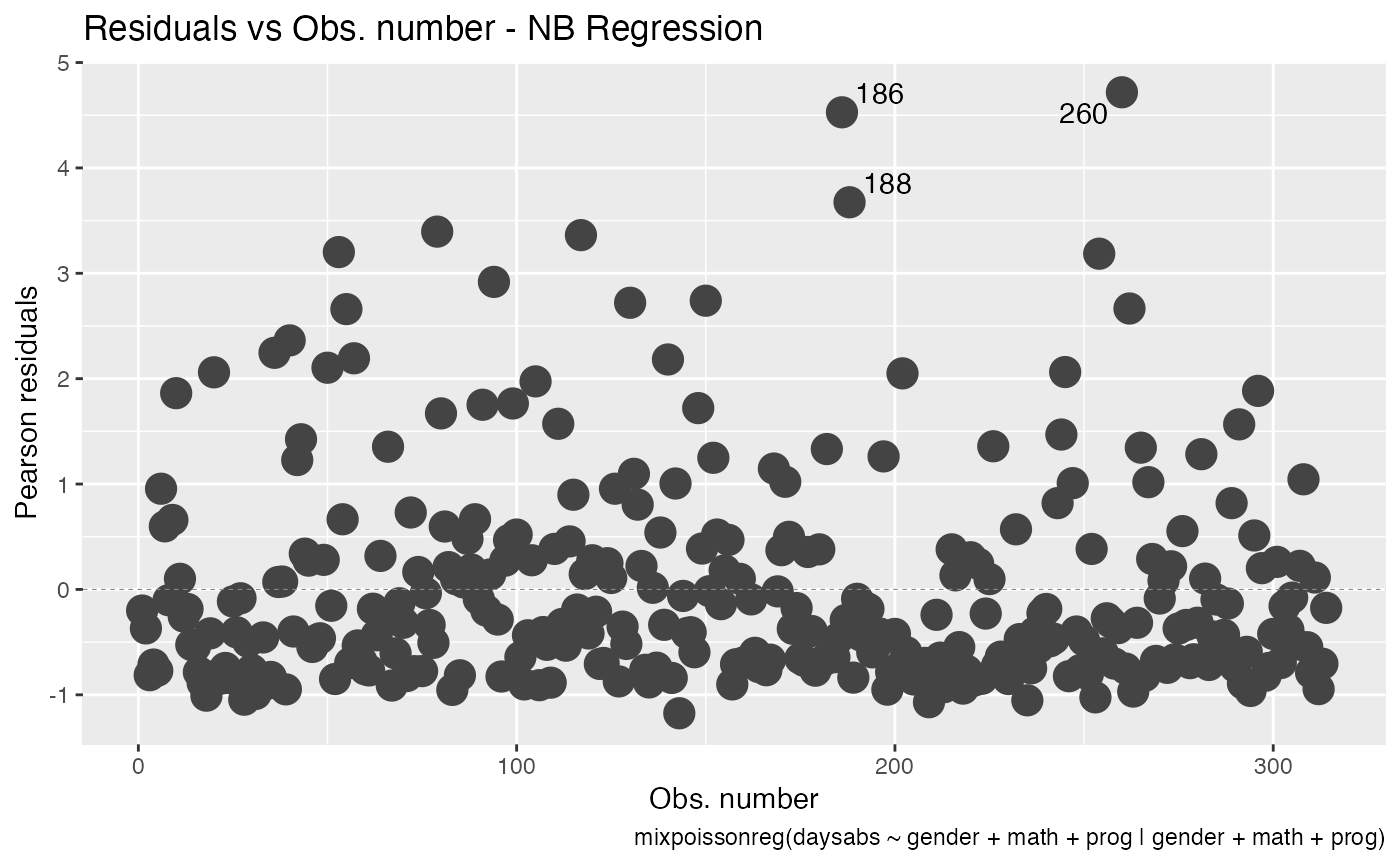 Residuals vs Obs. number - NB Regression
5
4
3
2
1
0
-1
Pearson residuals
186
260
188
0 100 200 300
Obs. number
mixpoissonreg(daysabs ~ gender + math + prog | gender + math + prog)